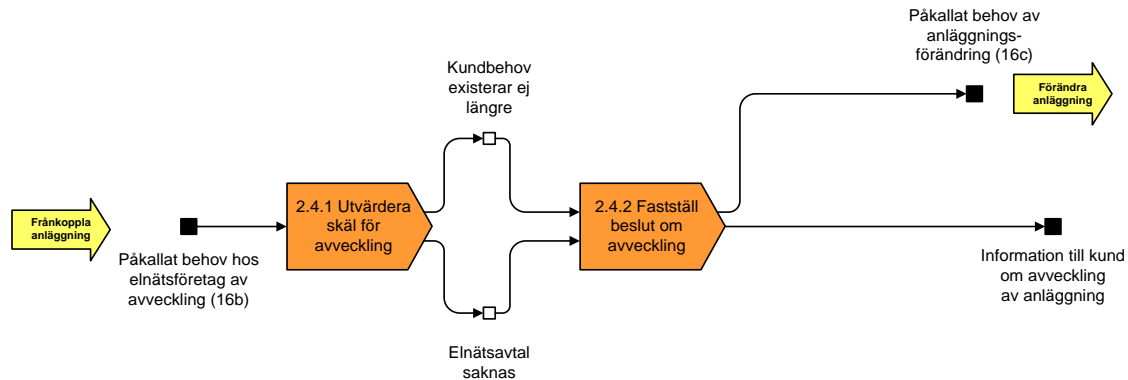 Frånkoppla
anläggning
Påkallat behov hos
elnätsföretag av
avveckling (16b)
2.4.1 Utvärdera
skäl för
avveckling
Kundbehov
existerar ej
längre
Elnätsavtal
saknas
2.4.2 Fastställ
beslut om
avveckling
Påkallat behov av
anläggnings-
förändring (16c)
Förändra
anläggning
Information till kund
om avveckling
av anläggning